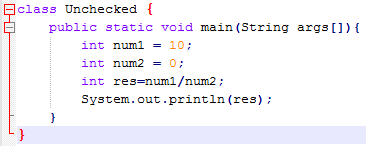 class Unchecked {
    public static void main(String args[]){
        int num1 = 10;
        int num2 = 0;
        int res=num1/num2;
        System.out.println(res);
    }
}